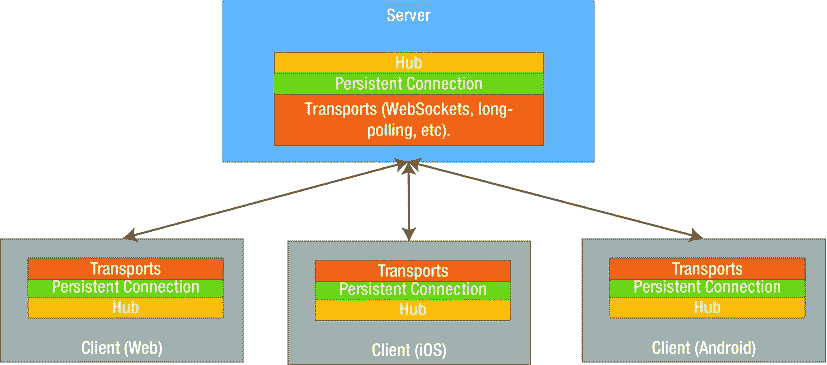 Server
Hub
Persistent Connection
Transports (WebSockets, long-
polling, etc).
Transports
Persistent Connection
Hub
Client (Web)
Transports
Persistent Connection
Hub
Client (iOS)
Transports
Persistent Connection
Hub
Client (Android)